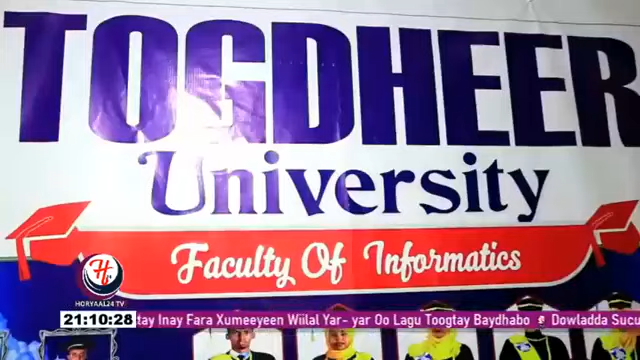 TOGDHEER
University
Faculty Of Informatics
HORYAAL24 TV
21:10:28 tay Inay Fara Xumeeyeen Wiilal Yar- yar Oo Lagu Toogtay Baydhabo Dowladda Sucu